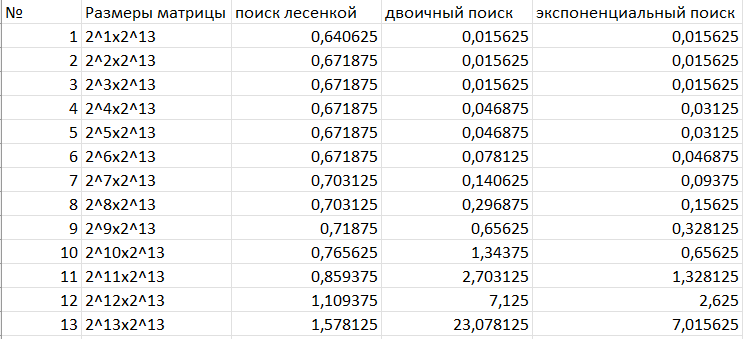 № Размеры матрицы поиск лесенкой двоичный поиск экспоненциальный поиск
1 2^1x2^13 0,640625 0,015625 0,015625
2 2^2x2^13 0,671875 0,015625 0,015625
3 2^3x2^13 0,671875 0,015625 0,015625
4 2^4x2^13 0,671875 0,046875 0,03125
5 2^5x2^13 0,671875 0,046875 0,03125
6 2^6x2^13 0,671875 0,078125 0,046875
7 2^7x2^13 0,703125 0,140625 0,09375
8 2^8x2^13 0,703125 0,296875 0,15625
9 2^9x2^13 0,71875 0,65625 0,328125
10 2^10x2^13 0,765625 1,34375 0,65625
11 2^11x2^13 0,859375 2,703125 1,328125
12 2^12x2^13 1,109375 7,125 2,625
13 2^13x2^13 1,578125 23,078125 7,015625